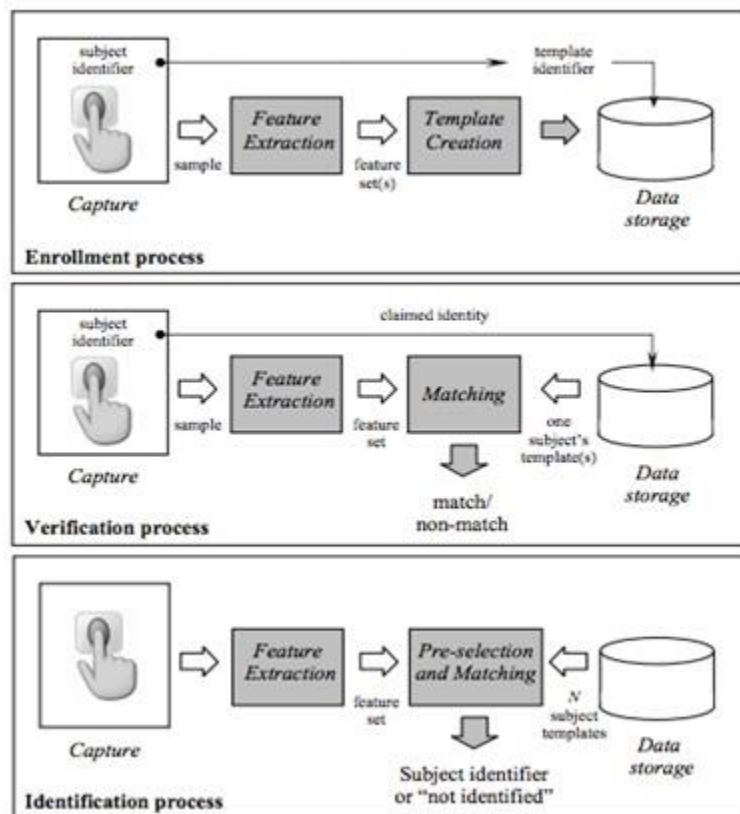 subject
identifier
template
identifier
Feature
Extraction
Template
Creation
sample
feature
set(s)
Capture
Data
storage
Enrollment process
subject
identifier
claimed identity
Feature
Extraction
Matching
sample
feature
set
one
subject's
template(s)
Capture
Data
storage
match/
non-match
Verification process
Feature
Extraction
Pre-selection
and Matching
feature
set
N
subject
templates
Capture
Data
storage
Subject identifier
or “not identified”
Identification process